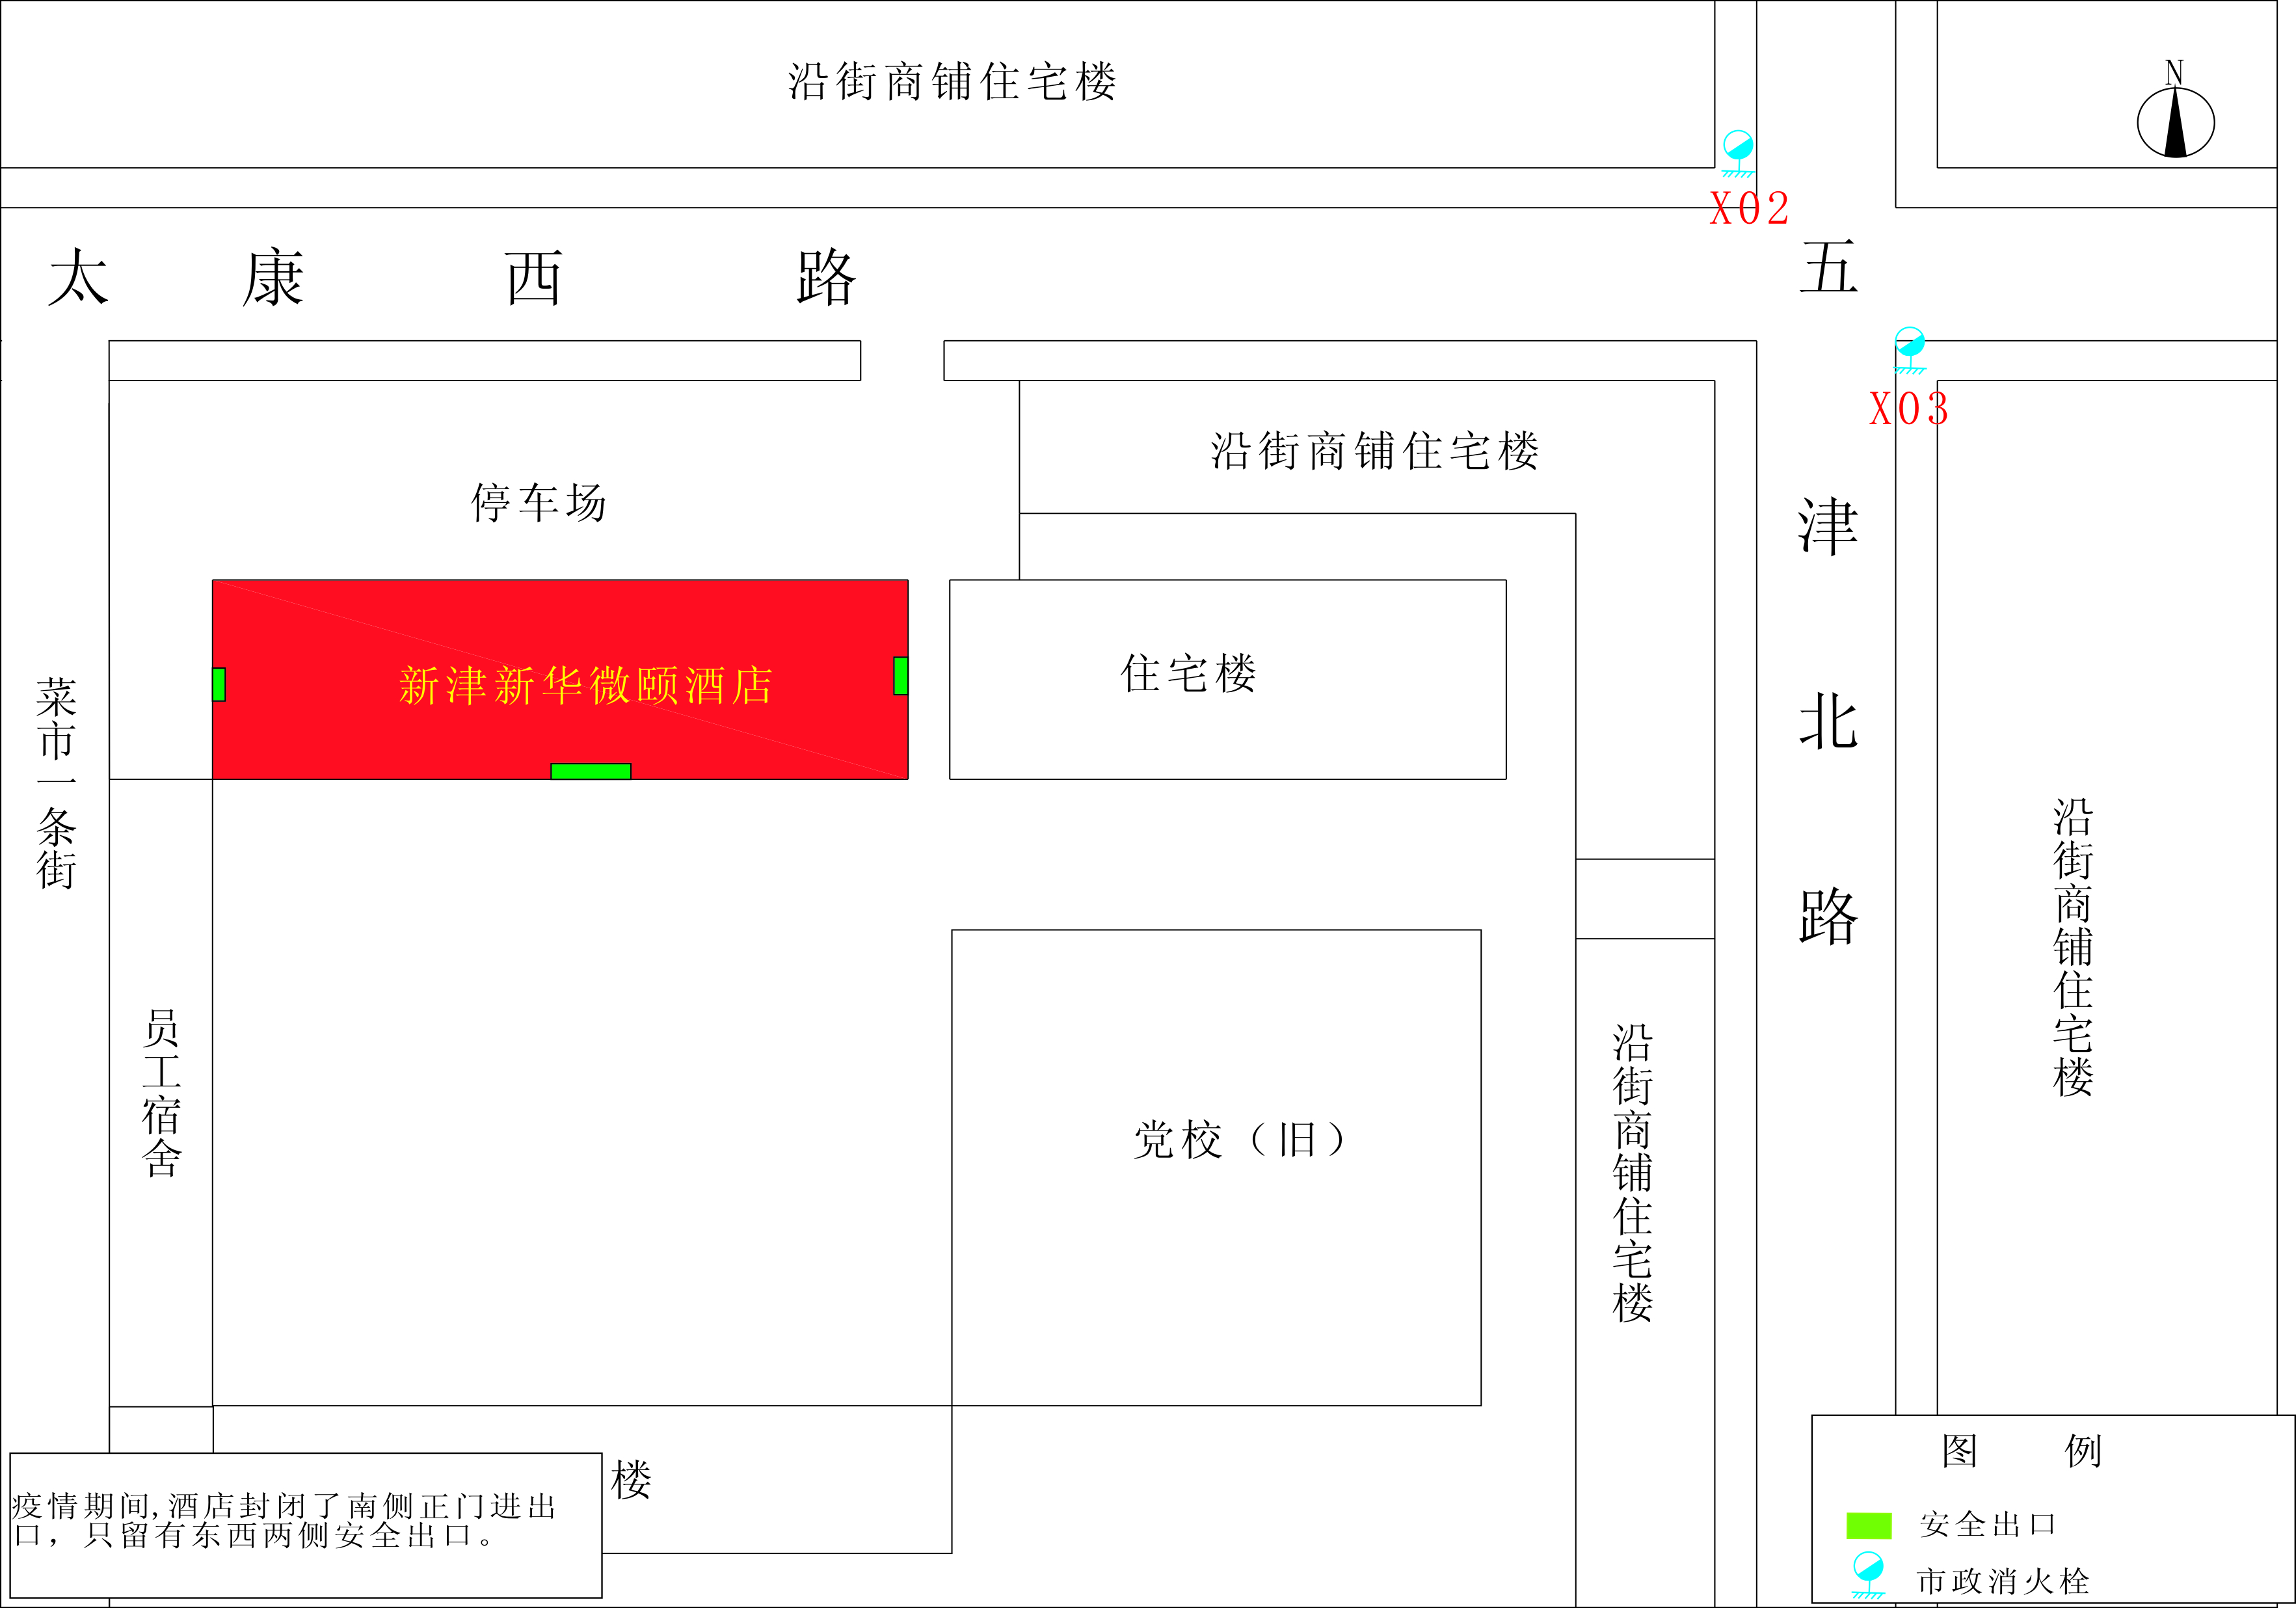 沿街商铺住宅楼
N
X02
太康西路
五津北路
X03
沿街商铺住宅楼
停车场
新津新华微颐酒店
住宅楼
菜市一条街
沿街商铺住宅楼
员工宿舍
党校（旧）
沿街商铺住宅楼
楼
疫情期间,酒店封闭了南侧正门进出
口，只留有东西两侧安全出口。
图例
安全出口
市政消火栓